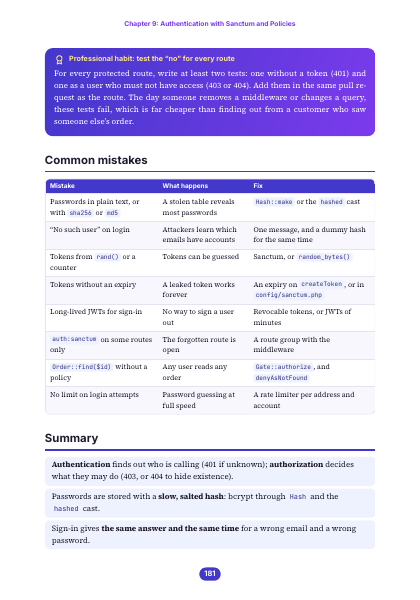 Chapter 9: Authentication with Sanctum and Policies
Professional habit: test the “no” for every route
For every protected route, write at least two tests: one without a token (401) and
one as a user who must not have access (403 or 404). Add them in the same pull re-
quest as the route. The day someone removes a middleware or changes a query,
these tests fail, which is far cheaper than finding out from a customer who saw
someone else’s order.
Common mistakes
Mistake What happens Fix
Passwords in plain text, or A stolen table reveals Hash::make or the hashed cast
with sha256 or md5 most passwords
“No such user” on login Attackers learn which One message, and a dummy hash
emails have accounts for the same time
Tokens from rand() or a Tokens can be guessed Sanctum, or random_bytes()
counter
Tokens without an expiry A leaked token works An expiry on createToken, or in
forever config/sanctum.php
Long-lived JWTs for sign-in No way to sign a user Revocable tokens, or JWTs of
out minutes
auth:sanctum on some routes The forgotten route is A route group with the
only open middleware
Order::find($id) without a Any user reads any Gate::authorize, and
policy order denyAsNotFound
No limit on login attempts Password guessing at A rate limiter per address and
full speed account
Summary
Authentication finds out who is calling (401 if unknown); authorization decides
what they may do (403, or 404 to hide existence).
Passwords are stored with a slow, salted hash: bcrypt through Hash and the
hashed cast.
Sign-in gives the same answer and the same time for a wrong email and a wrong
password.
181